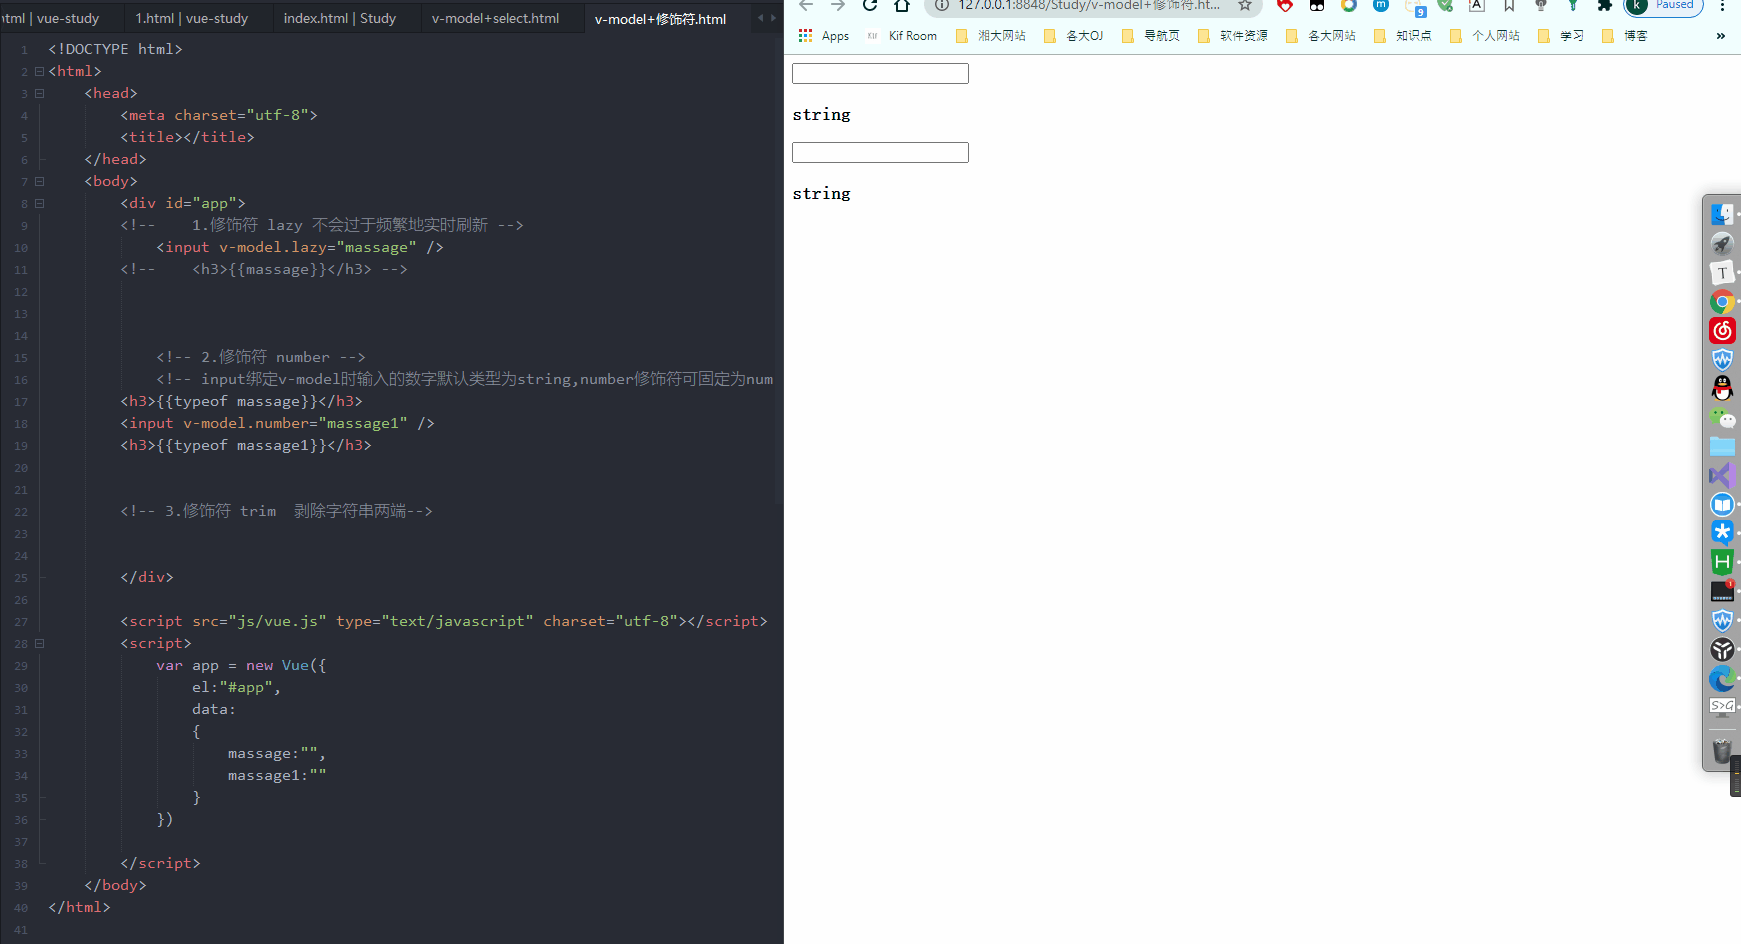 html | vue-study
1.html | vue-study
index.html | Study
v-model+select.html
v-model+修饰符.html
1 <!DOCTYPE html>
2 <html>
3 <head>
4 <meta charset="utf-8">
5 <title></title>
6 </head>
7 <body>
8 <div id="app">
9 <!-- 1.修饰符 lazy 不会过于频繁地实时刷新 -->
10 <input v-model.lazy="massage" />
11 <!-- <h3>{{massage}}</h3> -->
12
13
14
15 <!-- 2.修饰符 number -->
16 <!-- input绑定v-model时输入的数字默认类型为string,number修饰符可固定为num
17 <h3>{{typeof massage}}</h3>
18 <input v-model.number="massage1" />
19 <h3>{{typeof massage1}}</h3>
20
21
22 <!-- 3.修饰符 trim 剥除字符串两端-->
23
24
25 </div>
26
27 <script src="js/vue.js" type="text/javascript" charset="utf-8"></script>
28 <script>
29 var app = new Vue({
30 el:"#app",
31 data:
32 {
33 massage:"",
34 massage1:""
35 }
36 })
37
38 </script>
39 </body>
40 </html>
41
127.0.0.1:8848/Study/v-model+修饰符.ht...
9
A
k Paused
Apps
Kif Room
湘大网站
各大OJ
导航页
软件资源
各大网站
知识点
个人网站
学习
博客
»
string
string
T
H
1
S>G